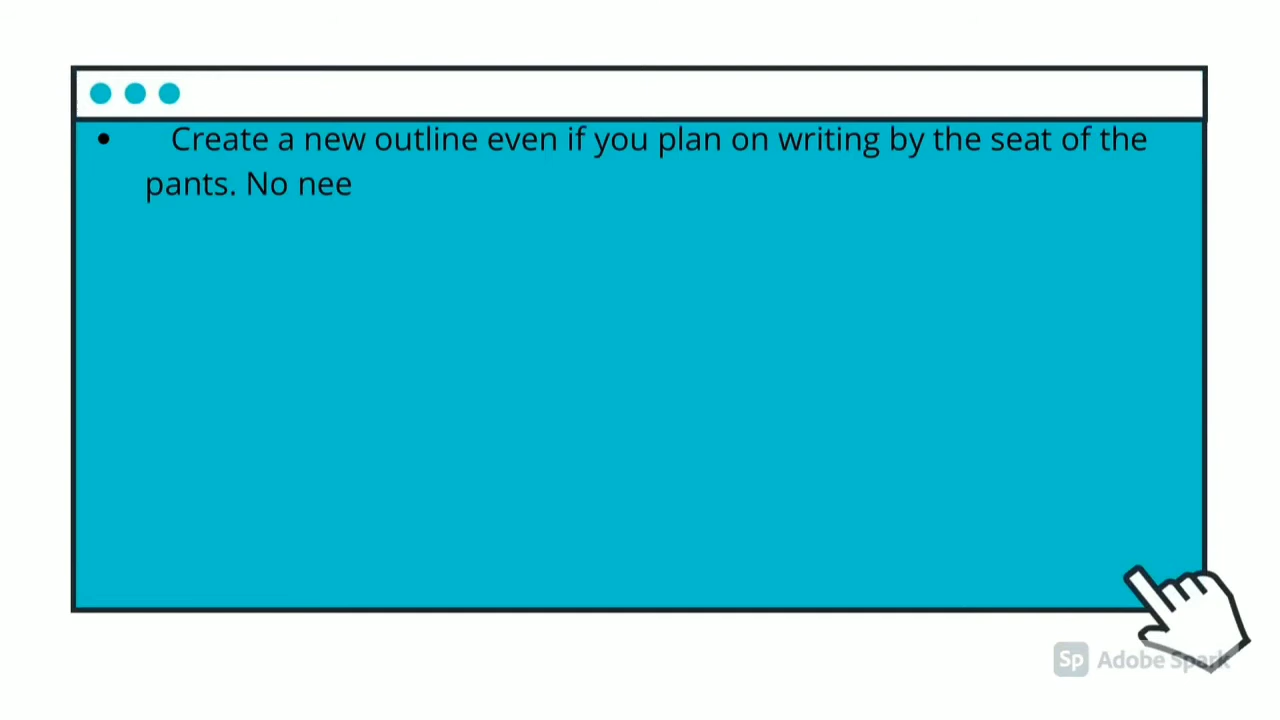 • Create a new outline even if you plan on writing by the seat of the
pants. No nee
Sp Adobe Spark